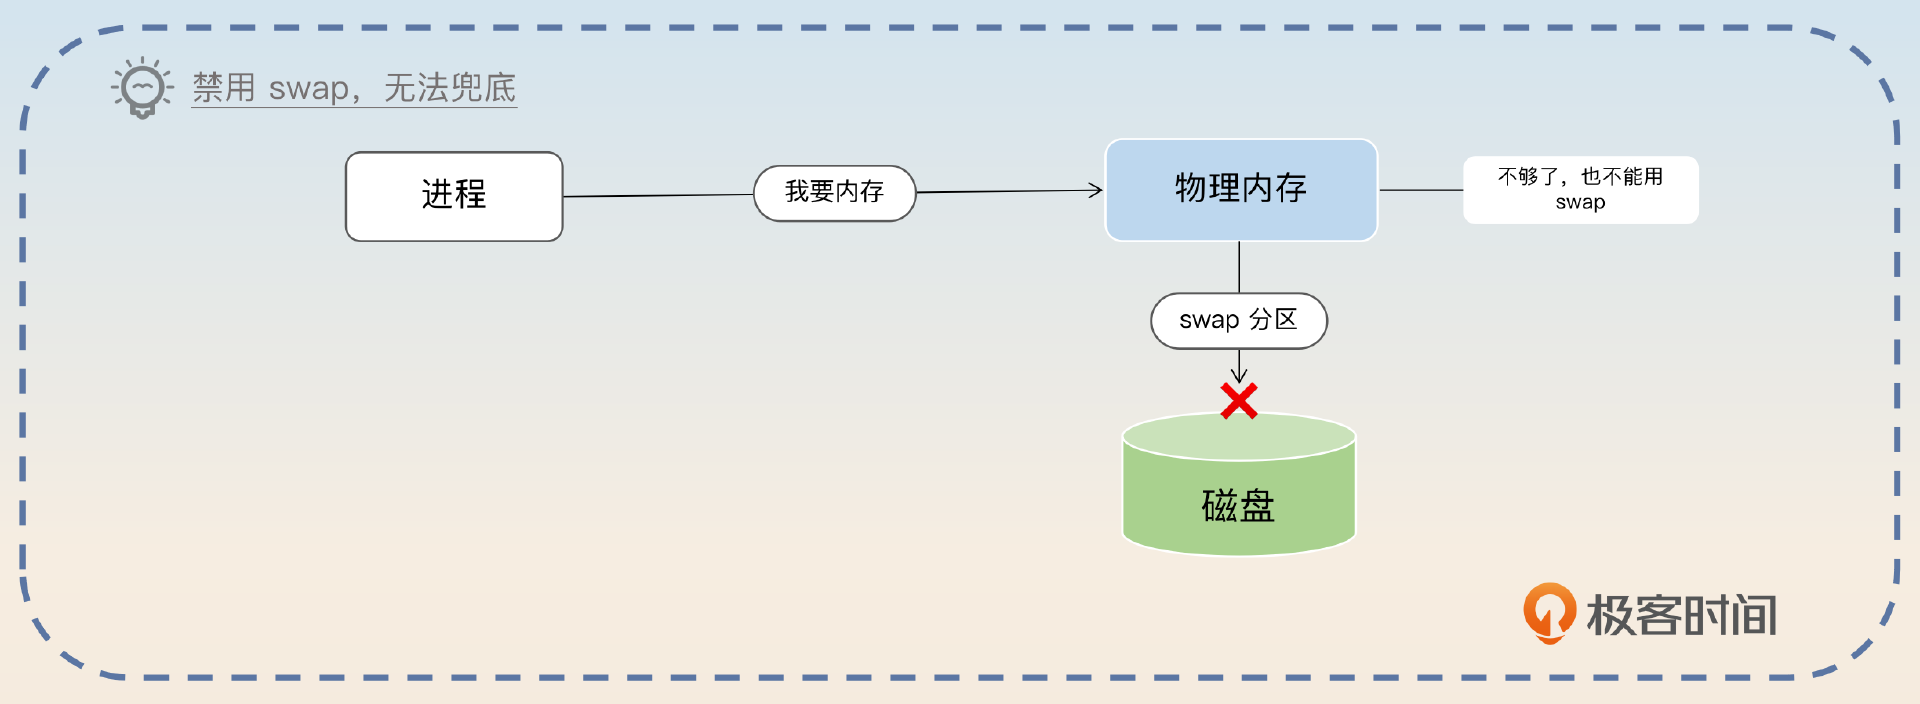 禁用 swap，无法兜底
进程
我要内存
物理内存
不够了，也不能用
swap
swap 分区
磁盘
极客时间